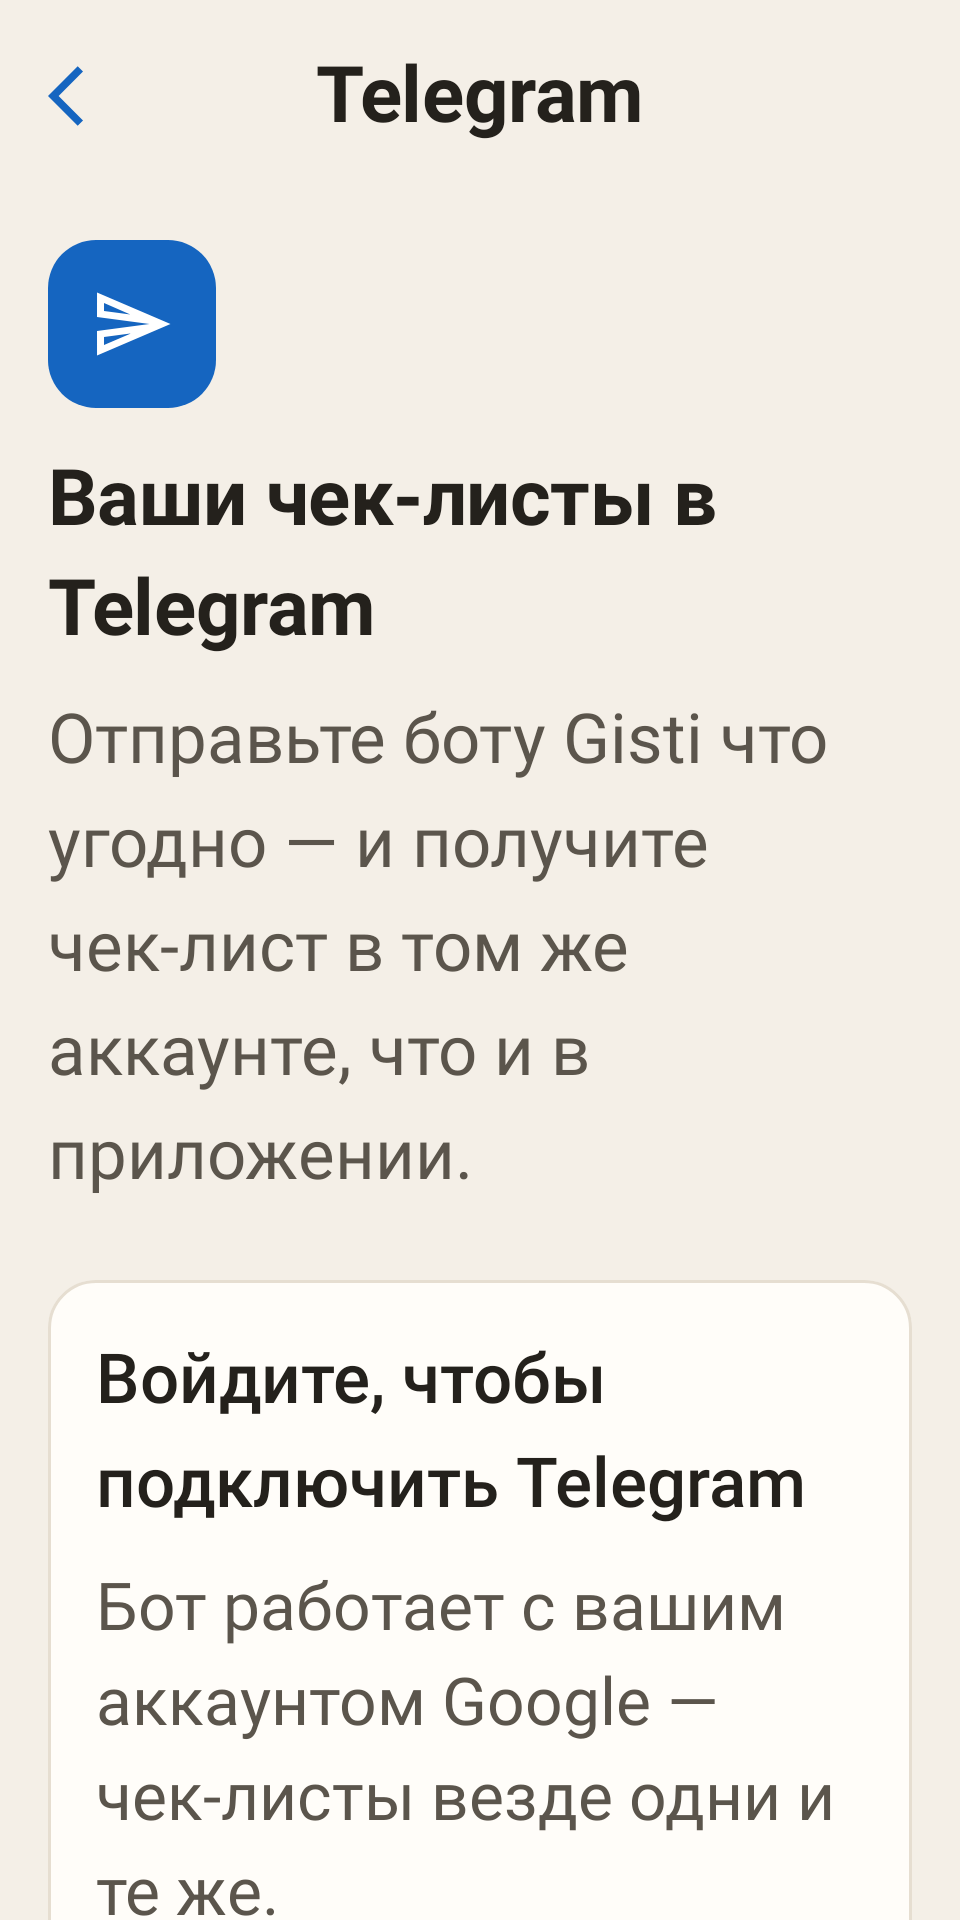 Telegram
Ваши чек-листы в
Telegram
Отправьте боту Gisti что
угодно — и получите
чек-лист в том же
аккаунте, что и в
приложении.
Войдите, чтобы
подключить Telegram
Бот работает с вашим
аккаунтом Google —
чек-листы везде одни и
те же.